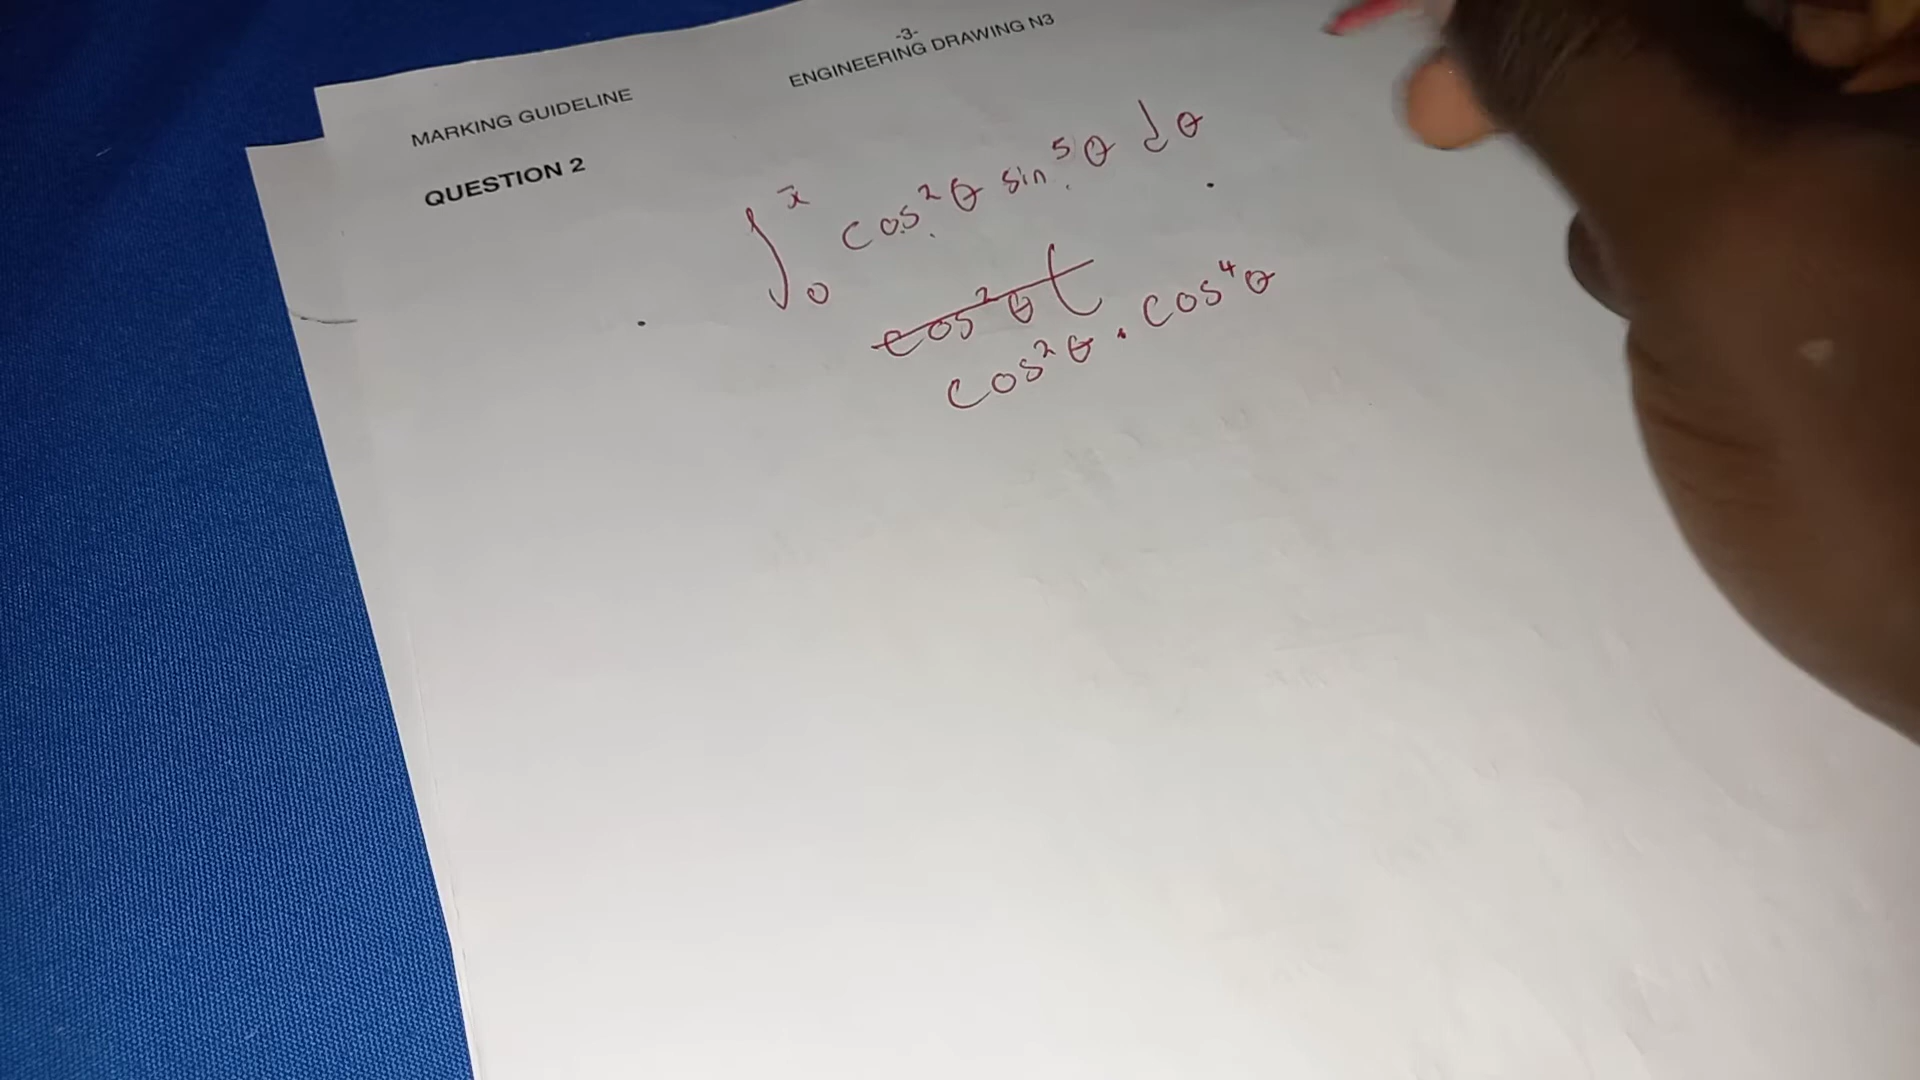 -3-
MARKING GUIDELINE ENGINEERING DRAWING N3
QUESTION 2
∫₀^π cos²θ sin⁵θ dθ
cos²θ (
cos²θ · cos⁴θ